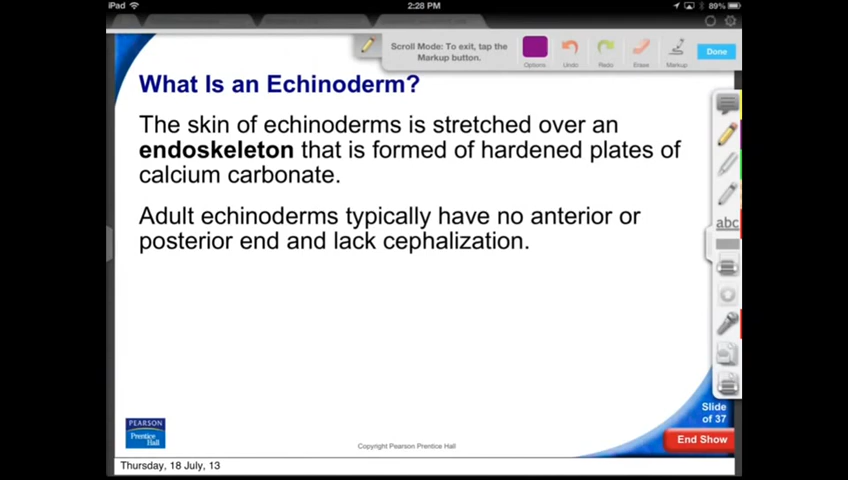 iPad
2:28 PM
89%
Scroll Mode: To exit, tap the
Markup button.
Options
Undo
Redo
Erase
Markup
Done
What Is an Echinoderm?
The skin of echinoderms is stretched over an
endoskeleton that is formed of hardened plates of
calcium carbonate.
Adult echinoderms typically have no anterior or
posterior end and lack cephalization.
abc
PEARSON
Prentice
Hall
Copyright Pearson Prentice Hall
Slide
of 37
End Show
Thursday, 18 July, 13